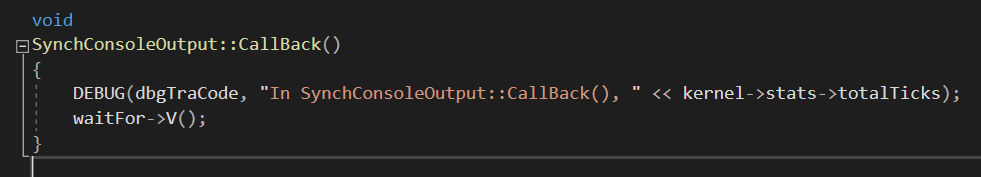 void
SynchConsoleOutput::CallBack()
{
    DEBUG(dbgTraCode, "In SynchConsoleOutput::CallBack(), " << kernel->stats->totalTicks);
    waitFor->V();
}